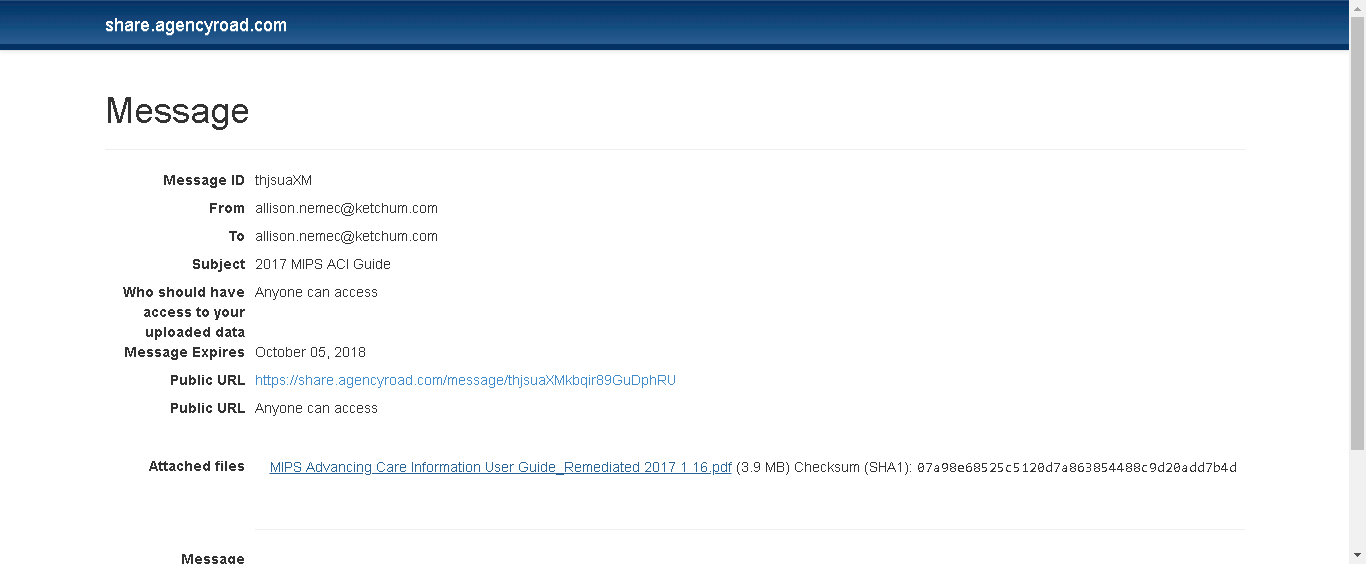 share.agencyroad.com
Message
Message ID thjsuaXM
From allison.nemec@ketchum.com
To allison.nemec@ketchum.com
Subject 2017 MIPS ACI Guide
Who should have Anyone can access
access to your
uploaded data
Message Expires October 05, 2018
Public URL https://share.agencyroad.com/message/thjsuaXMkbqir89GuDphRU
Public URL Anyone can access
Attached files MIPS Advancing Care Information User Guide_Remediated 2017 1 16.pdf (3.9 MB) Checksum (SHA1): 07a98e68525c5120d7a863854488c9d20add7b4d
Message